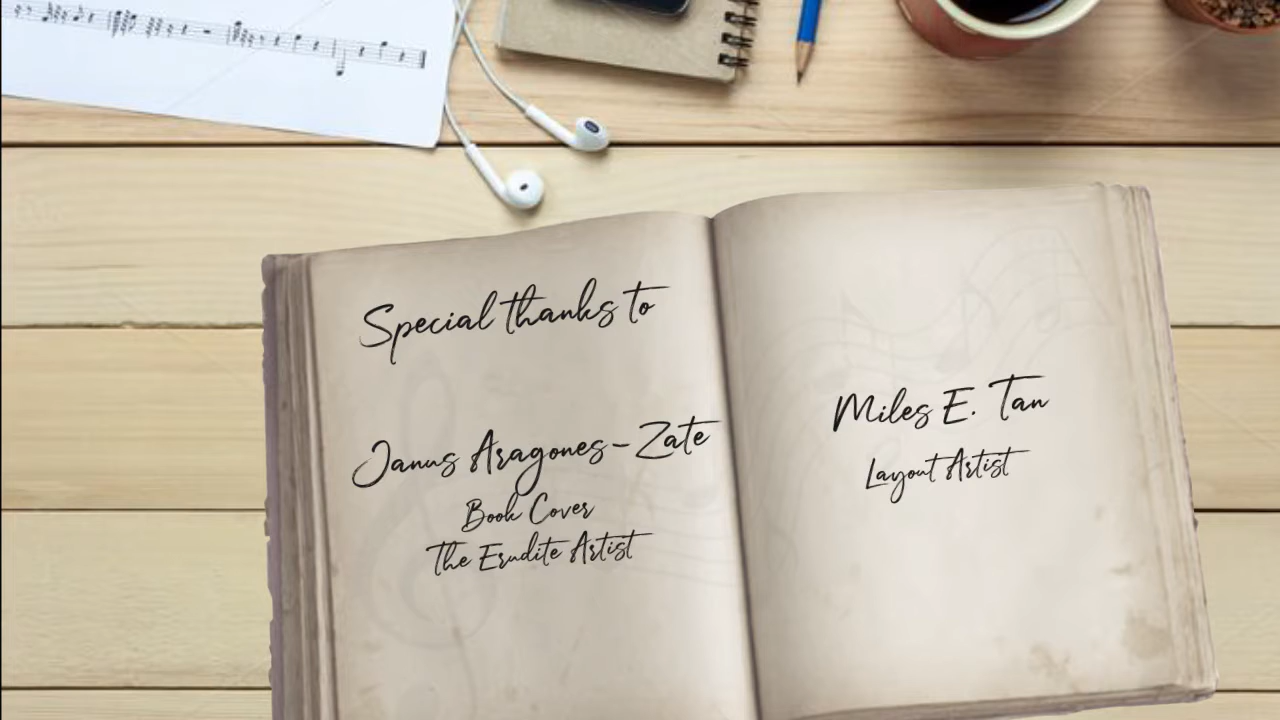 Special thanks to
Janus Aragones-Zate
Book Cover
The Erudite Artist
Miles E. Tan
Layout Artist